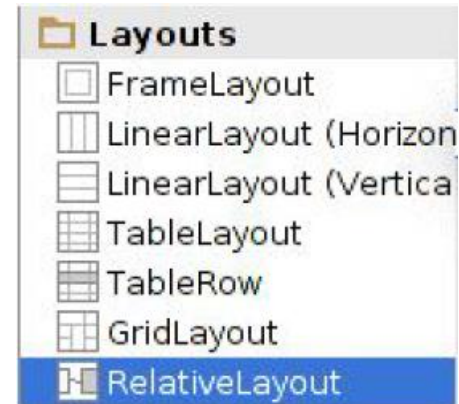 Layouts
FrameLayout
LinearLayout (Horizon
LinearLayout (Vertica
TableLayout
TableRow
GridLayout
RelativeLayout